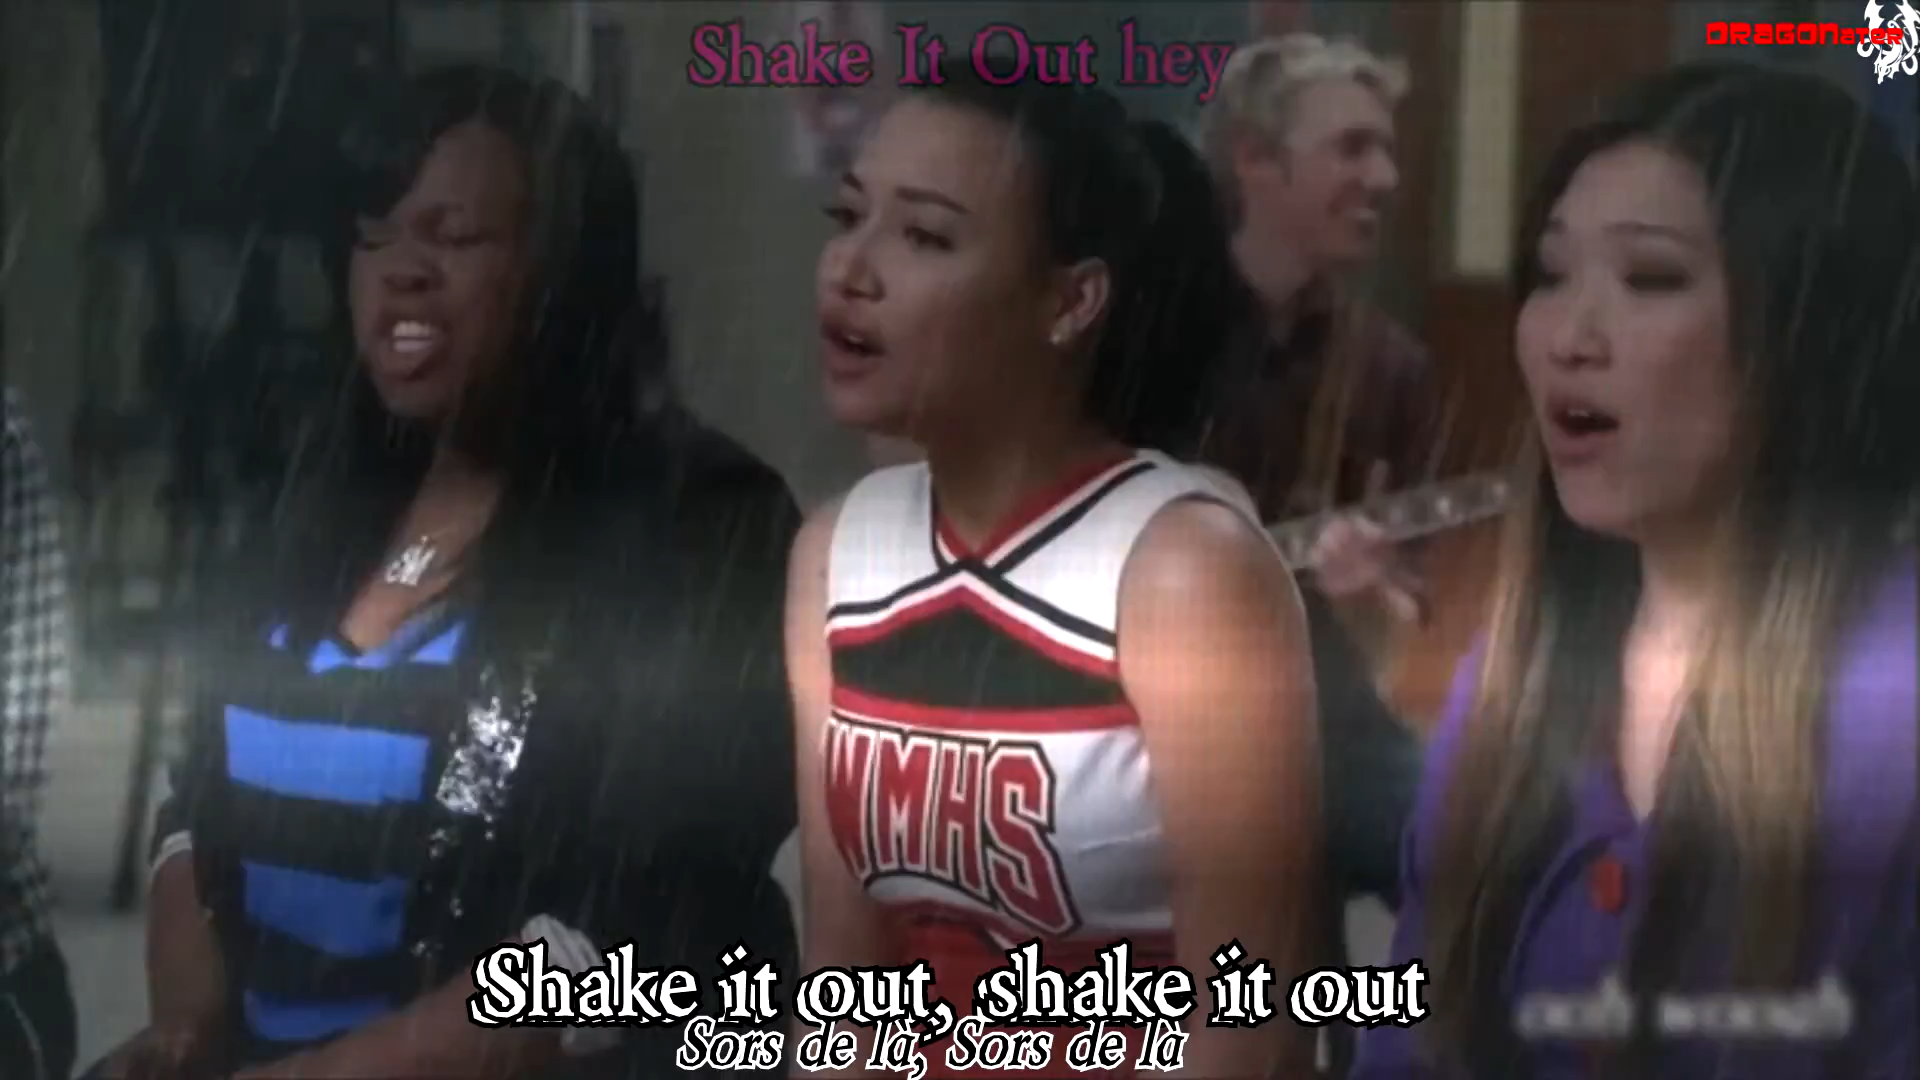 Shake It Out hey
DRAGONater
WMHS
Shake it out, shake it out
Sors de là, Sors de là